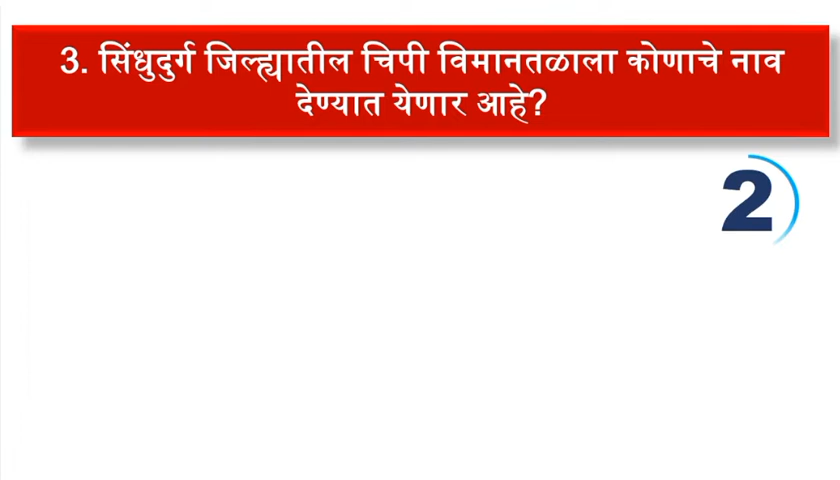 3. सिंधुदुर्ग जिल्ह्यातील चिपी विमानतळाला कोणाचे नाव
देण्यात येणार आहे?
2